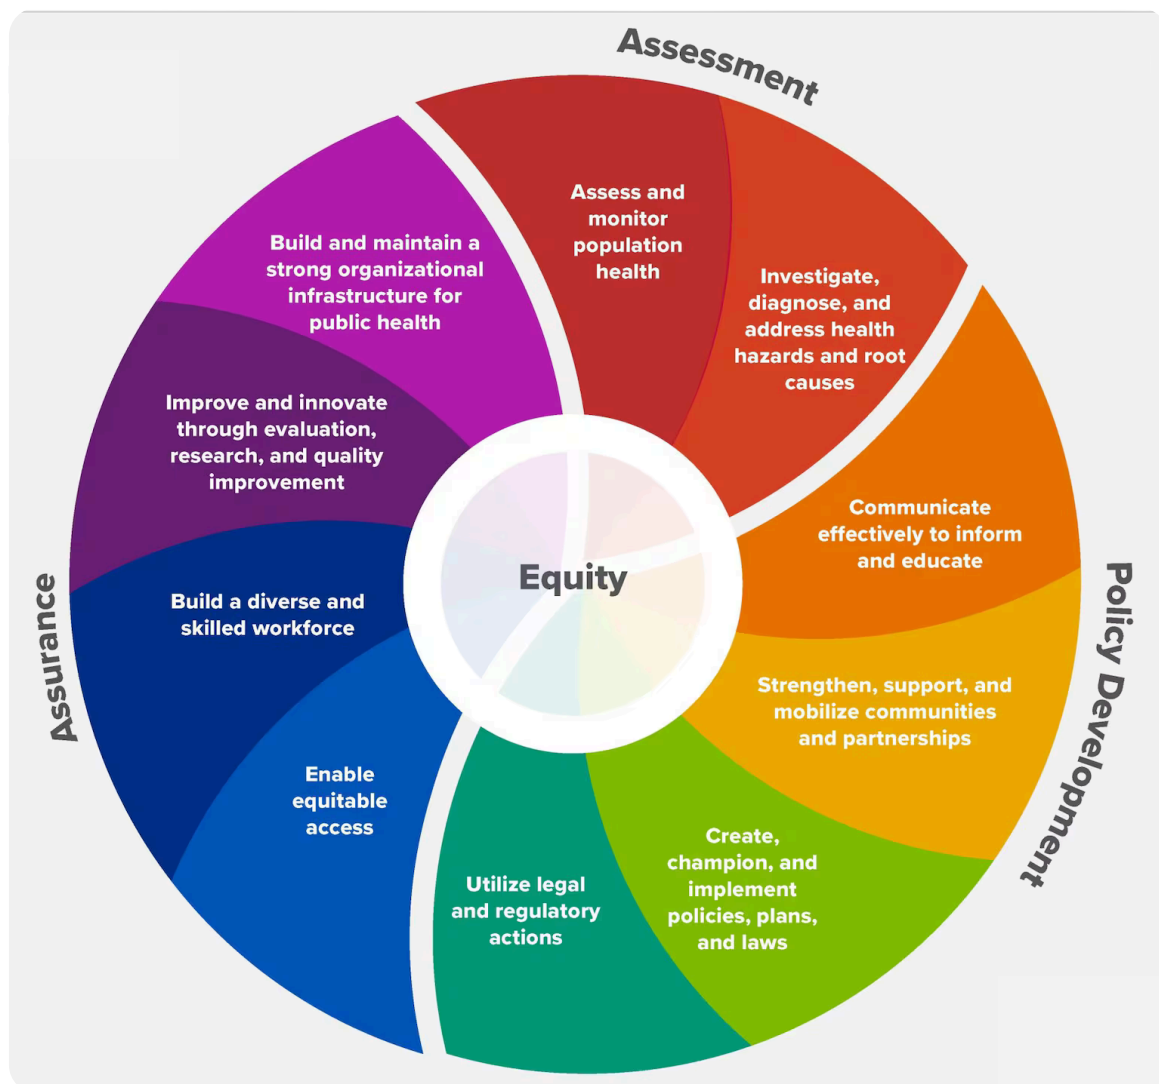 Assessment
Assess and
monitor
population
health
Investigate,
diagnose, and
address health
hazards and root
causes
Policy Development
Communicate
effectively to inform
and educate
Strengthen, support, and
mobilize communities
and partnerships
Create,
champion, and
implement
policies, plans,
and laws
Utilize legal
and regulatory
actions
Assurance
Enable
equitable
access
Build a diverse and
skilled workforce
Improve and innovate
through evaluation,
research, and quality
improvement
Build and maintain a
strong organizational
infrastructure for
public health
Equity